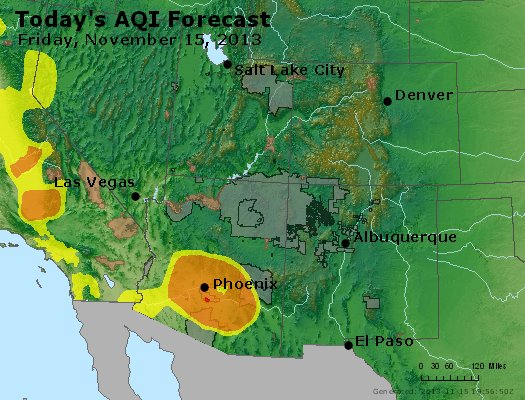 Today's AQI Forecast
Friday, November 15, 2013
Salt Lake City
Denver
Las Vegas
Albuquerque
Phoenix
El Paso
0 30 60 120 Miles